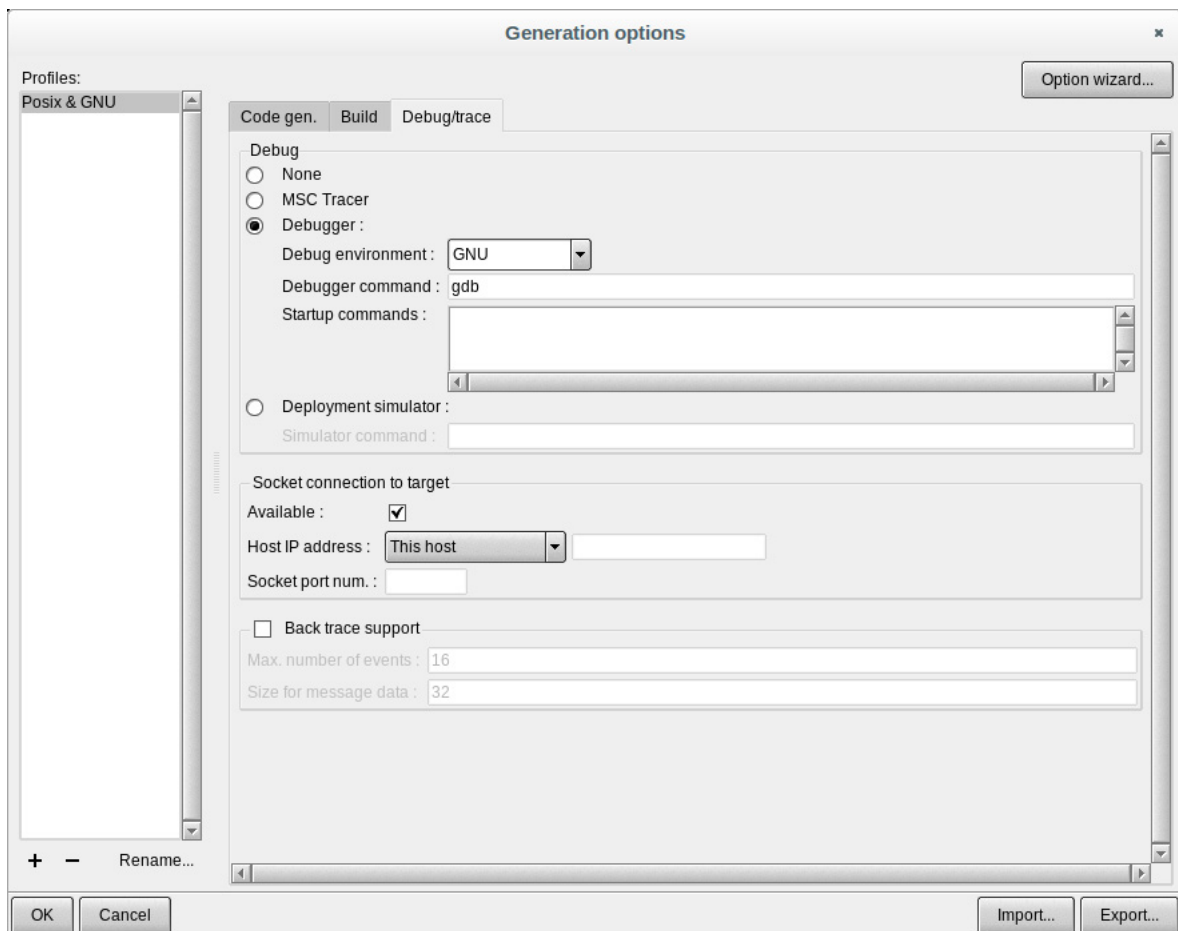 Generation options
Profiles:
Option wizard...
Posix & GNU
Code gen. Build Debug/trace
Debug
None
MSC Tracer
Debugger :
Debug environment : GNU
Debugger command : gdb
Startup commands :
Deployment simulator :
Simulator command :
Socket connection to target
Available :
Host IP address : This host
Socket port num. :
Back trace support
Max. number of events : 16
Size for message data : 32
+ − Rename...
OK Cancel Import... Export...